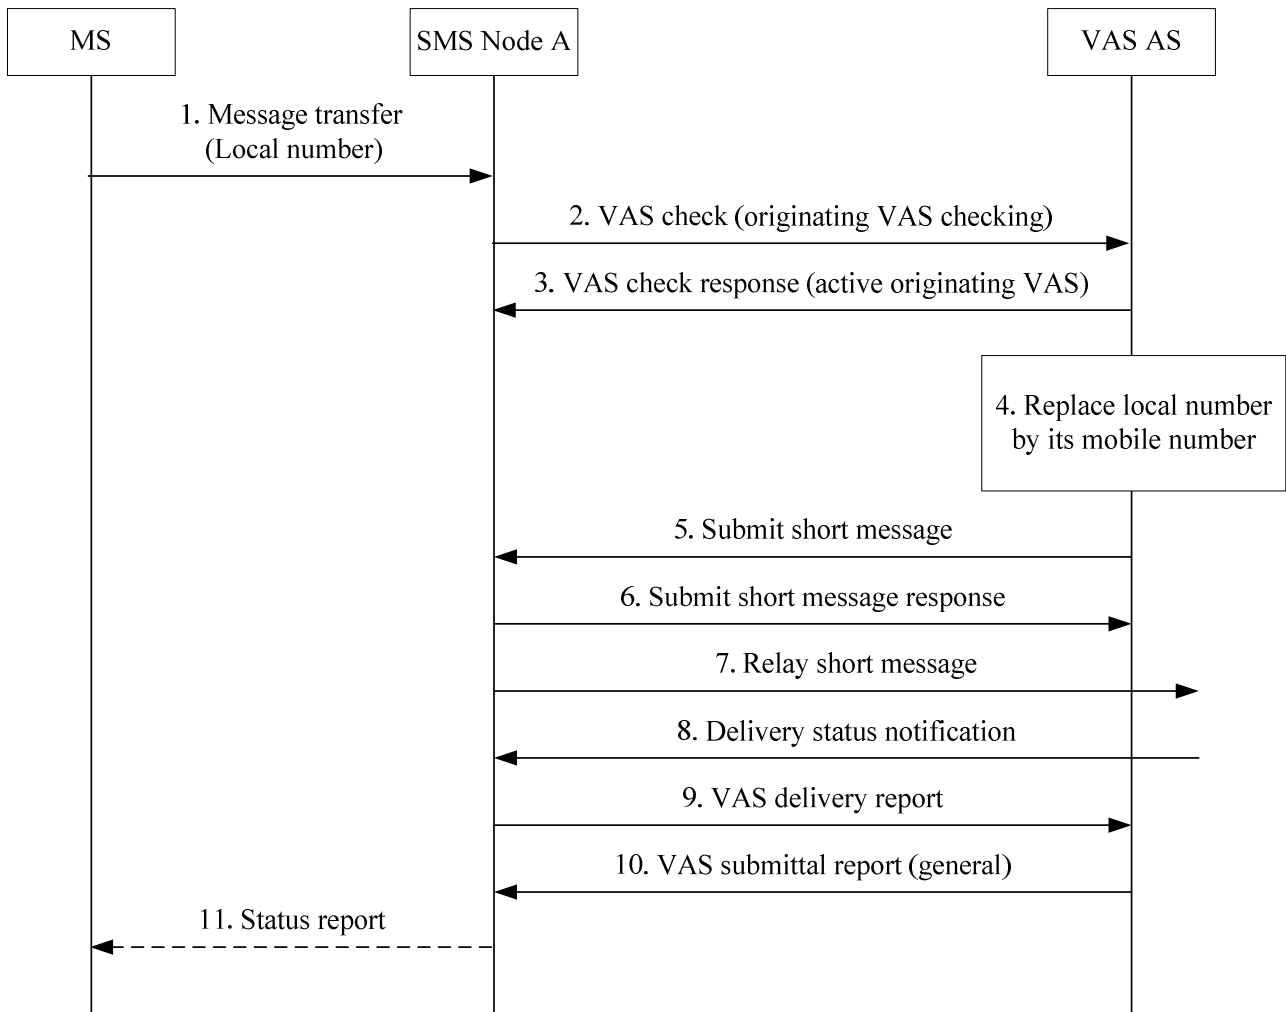 MS
SMS Node A
VAS AS
1. Message transfer
(Local number)
2. VAS check (originating VAS checking)
3. VAS check response (active originating VAS)
4. Replace local number
by its mobile number
5. Submit short message
6. Submit short message response
7. Relay short message
8. Delivery status notification
9. VAS delivery report
10. VAS submittal report (general)
11. Status report